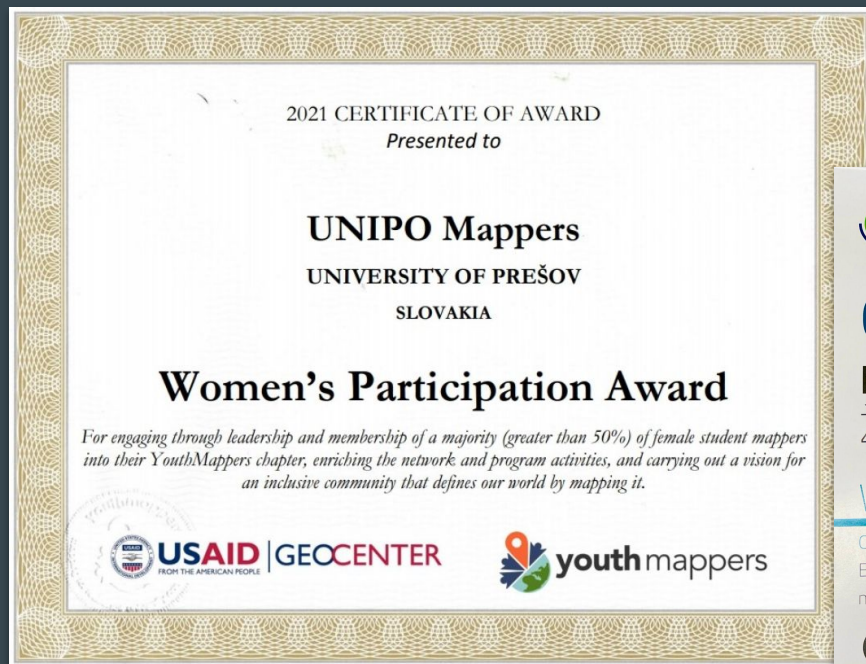 2021 CERTIFICATE OF AWARD
Presented to
UNIPO Mappers
UNIVERSITY OF PREŠOV
SLOVAKIA
Women's Participation Award
For engaging through leadership and membership of a majority (greater than 50%) of female student mappers
into their YouthMappers chapter, enriching the network and program activities, and carrying out a vision for
an inclusive community that defines our world by mapping it.
USAID GEOCENTER
FROM THE AMERICAN PEOPLE
youthmappers